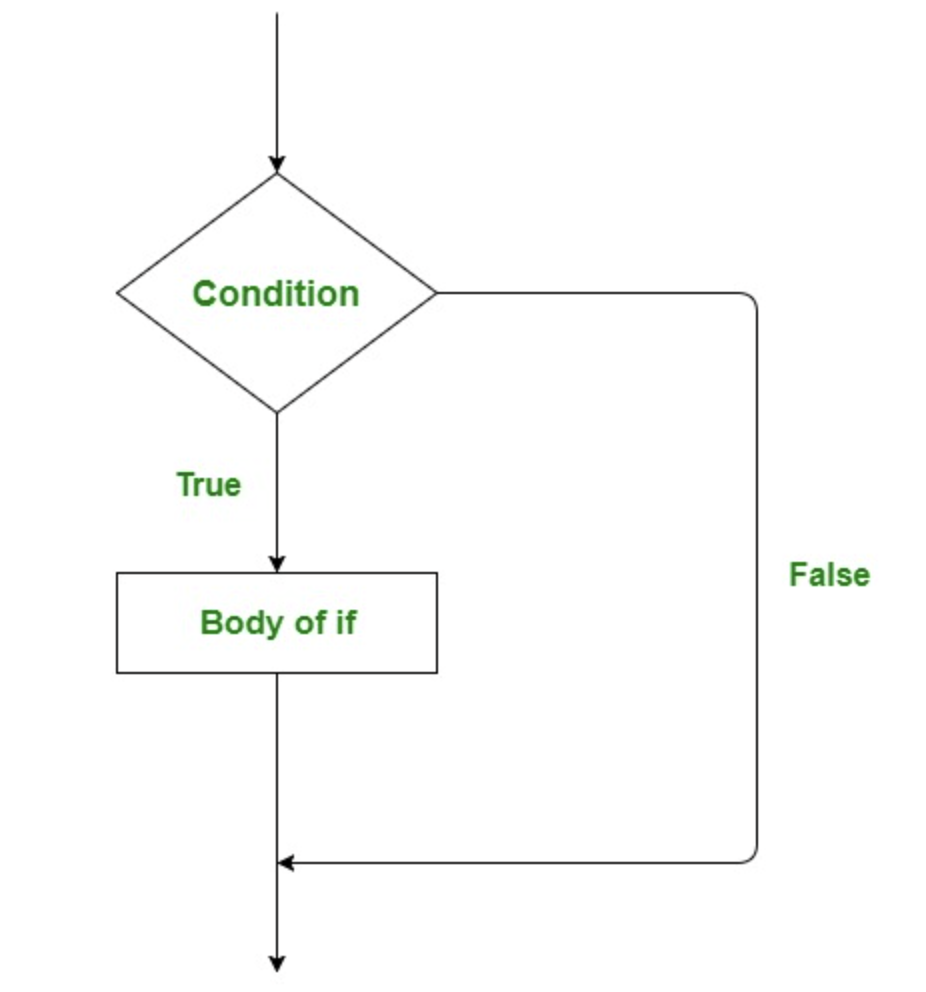 Condition
True
False
Body of if